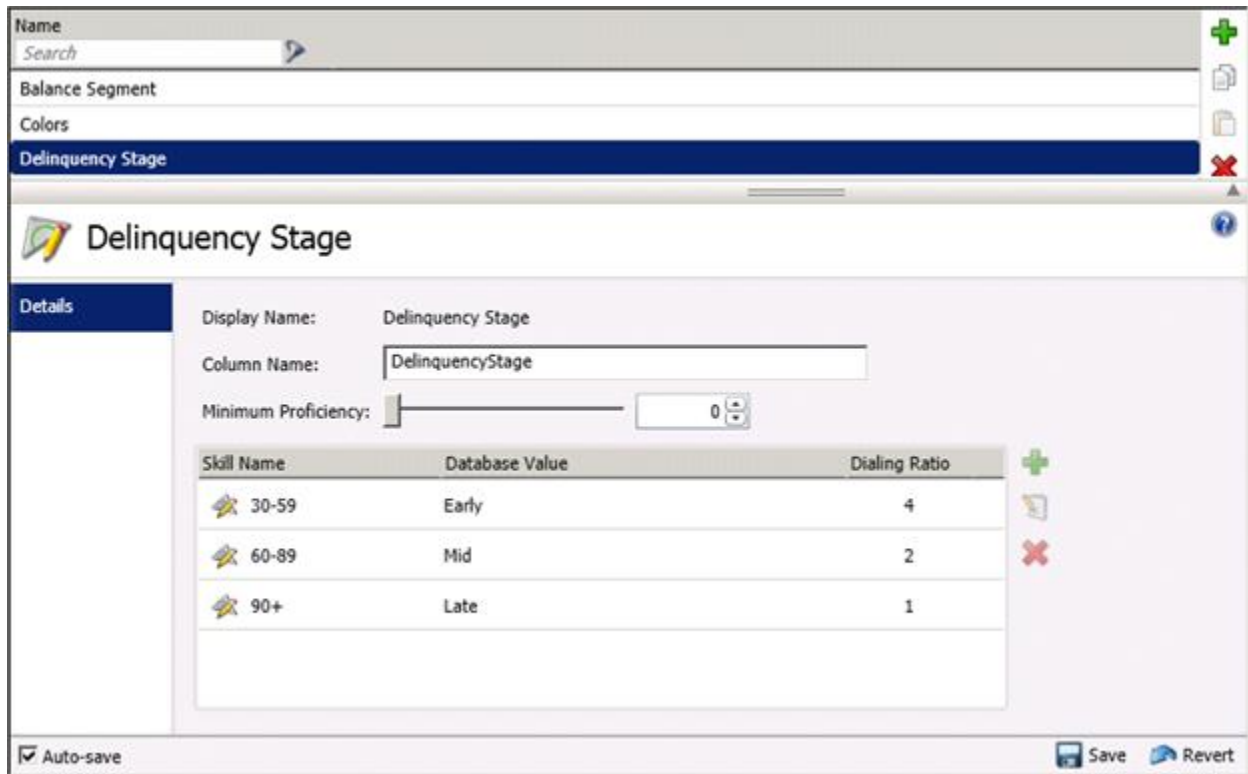 Name
Search
Balance Segment
Colors
Delinquency Stage
Delinquency Stage
Details
Display Name: Delinquency Stage
Column Name: DelinquencyStage
Minimum Proficiency: 0
Skill Name Database Value Dialing Ratio
30-59 Early 4
60-89 Mid 2
90+ Late 1
Auto-save Save Revert